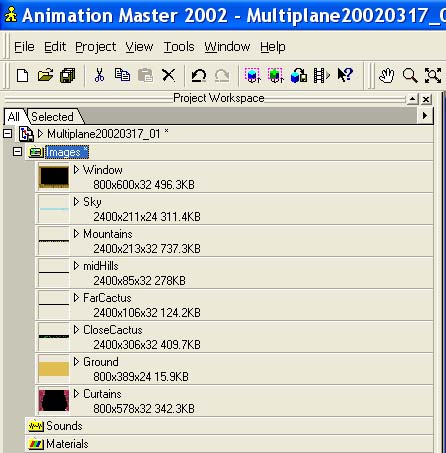 Animation Master 2002 - Multiplane20020317_0
File Edit Project View Tools Window Help
Project Workspace
All Selected
Multiplane20020317_01 *
Images *
Window
800x600x32 496.3KB
Sky
2400x211x24 311.4KB
Mountains
2400x213x32 737.3KB
midHills
2400x85x32 278KB
FarCactus
2400x106x32 124.2KB
CloseCactus
2400x306x32 409.7KB
Ground
800x389x24 15.9KB
Curtains
800x578x32 342.3KB
Sounds
Materials